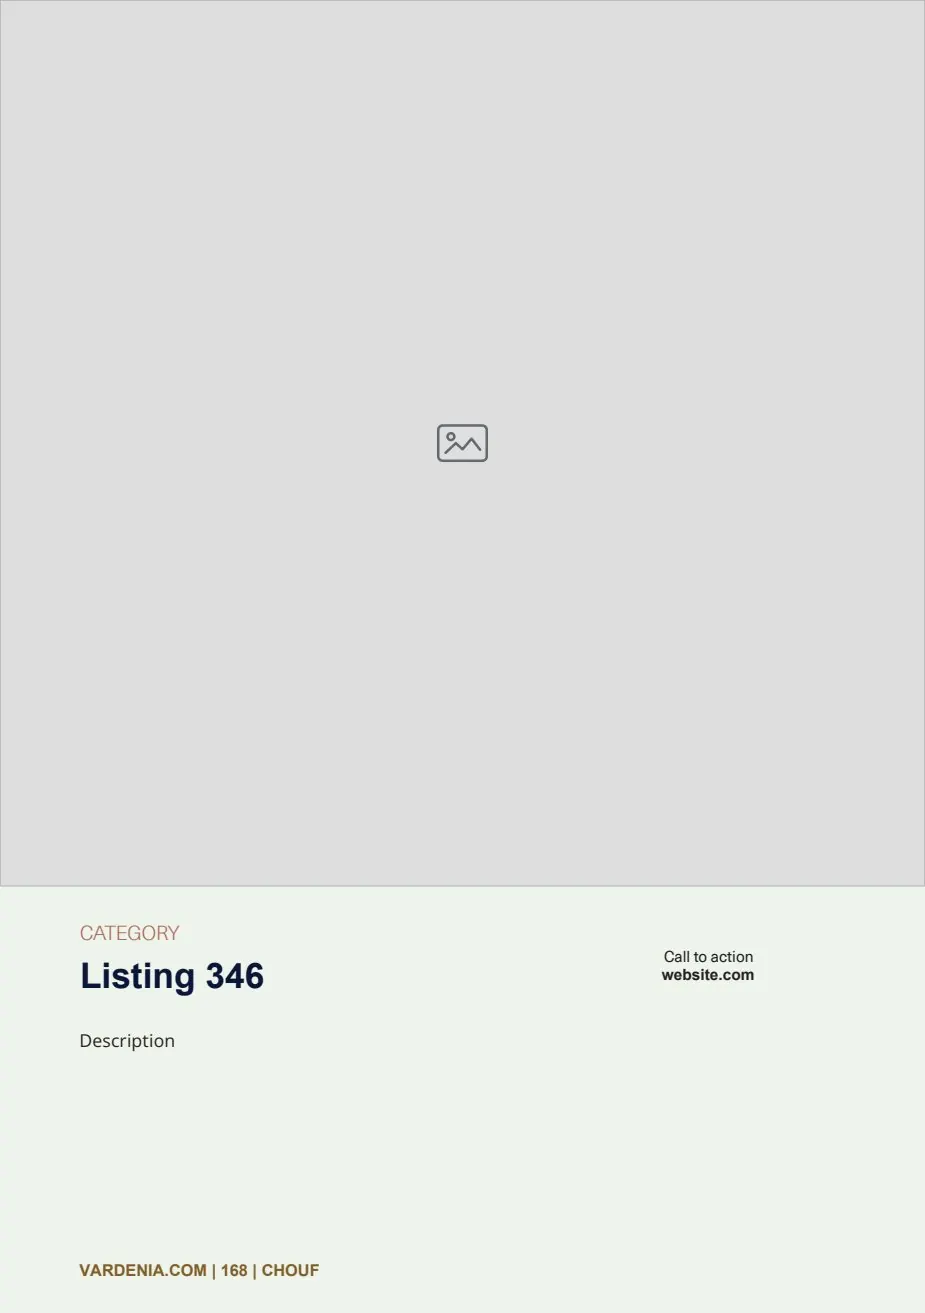 CATEGORY
Listing 346
Call to action
website.com
Description
VARDENIA.COM | 168 | CHOUF